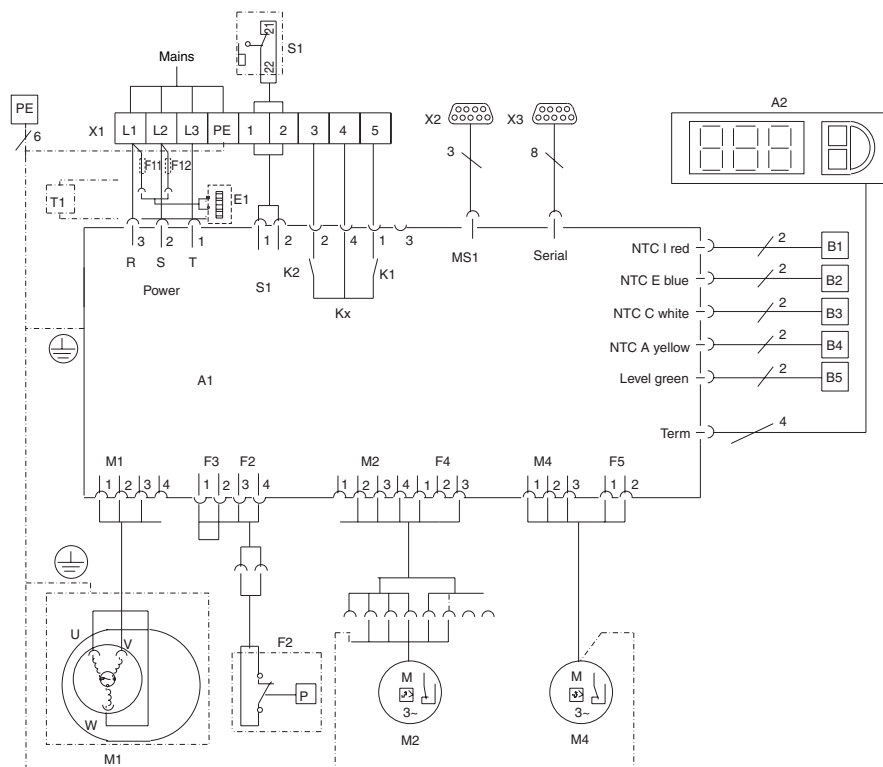 21
22
S1
Mains
PE
6
X1 L1 L2 L3 PE 1 2 3 4 5
X2
X3
A2
3
8
F11 F12
T1
E1
3 2 1
1 2
2 4 1 3
R S T
S1
K2 K1
MS1
Serial
Power
Kx
NTC I red 2 B1
NTC E blue 2 B2
NTC C white 2 B3
NTC A yellow 2 B4
Level green 2 B5
A1
Term 4
M1 F3 F2 M2 F4 M4 F5
1 2 3 4 1 2 3 4 1 2 3 4 1 2 3 1 2 3 1 2
U V
W
F2
P
M
3~
M
3~
M1
M2
M4